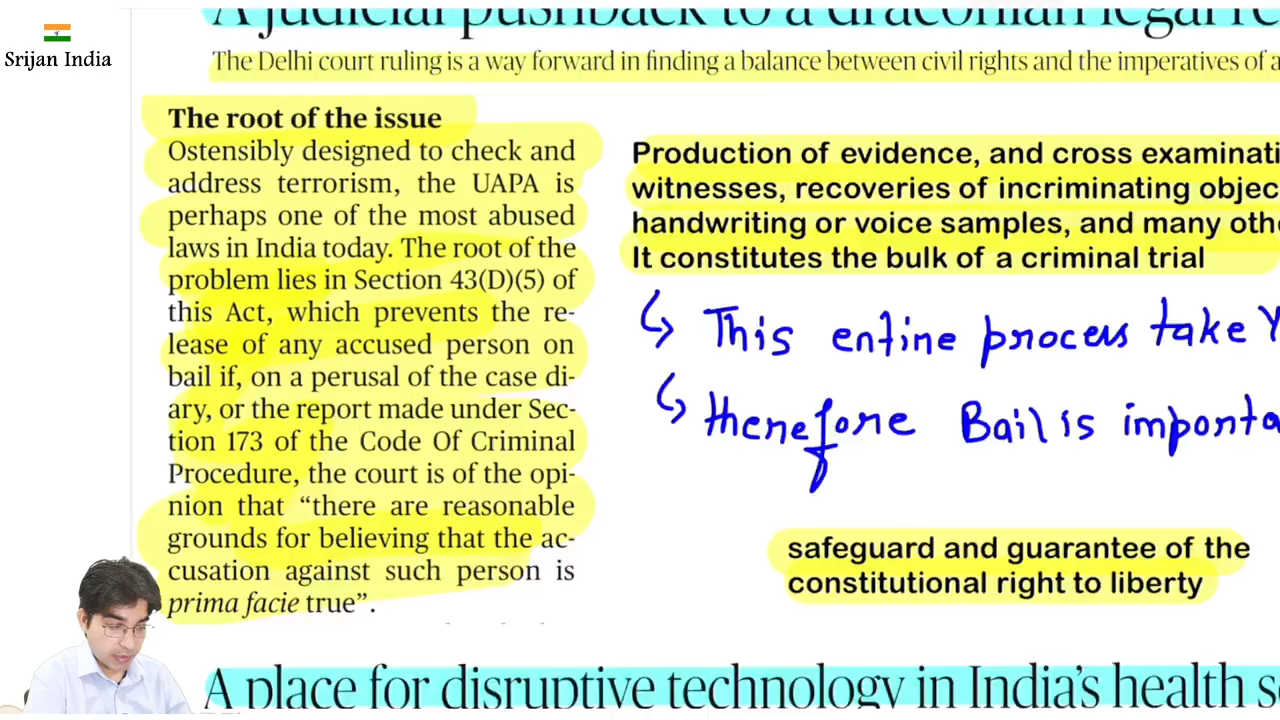 A judicial pushback to a draconian legal re
Srijan India
The Delhi court ruling is a way forward in finding a balance between civil rights and the imperatives of a
The root of the issue
Ostensibly designed to check and
address terrorism, the UAPA is
perhaps one of the most abused
laws in India today. The root of the
problem lies in Section 43(D)(5) of
this Act, which prevents the re-
lease of any accused person on
bail if, on a perusal of the case di-
ary, or the report made under Sec-
tion 173 of the Code Of Criminal
Procedure, the court is of the opi-
nion that “there are reasonable
grounds for believing that the ac-
cusation against such person is
prima facie true”.
Production of evidence, and cross examinati
witnesses, recoveries of incriminating objec
handwriting or voice samples, and many oth
It constitutes the bulk of a criminal trial
↳ This entire process take Y
↳ therefore Bail is importa
safeguard and guarantee of the
constitutional right to liberty
A place for disruptive technology in India's health s